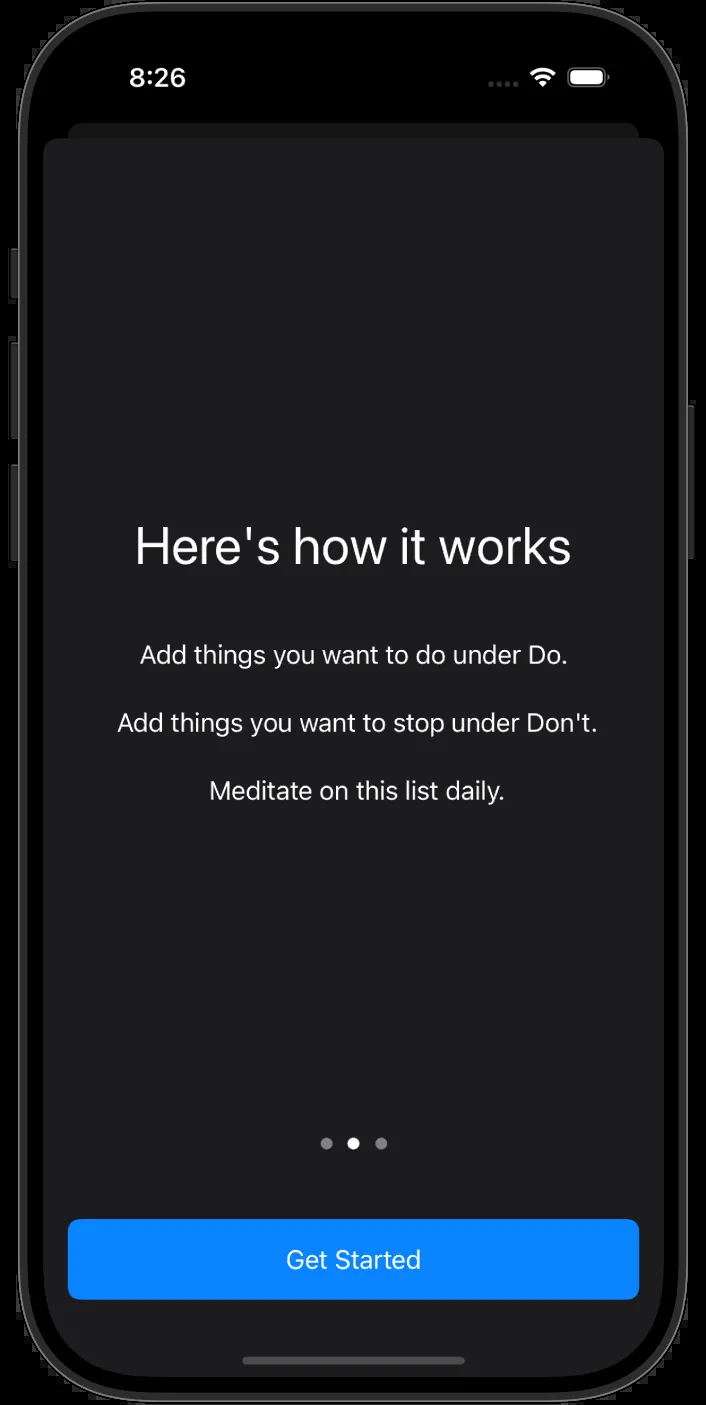 8:26
Here's how it works
Add things you want to do under Do.
Add things you want to stop under Don't.
Meditate on this list daily.
Get Started